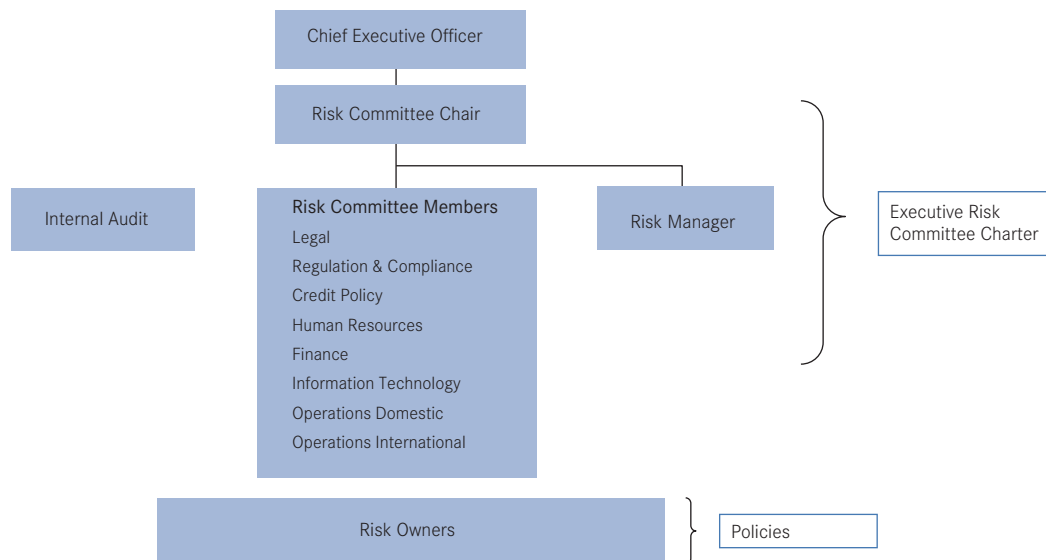 Chief Executive Officer
Risk Committee Chair
Internal Audit
Risk Committee Members
Legal
Regulation & Compliance
Credit Policy
Human Resources
Finance
Information Technology
Operations Domestic
Operations International
Risk Manager
Executive Risk
Committee Charter
Risk Owners
Policies